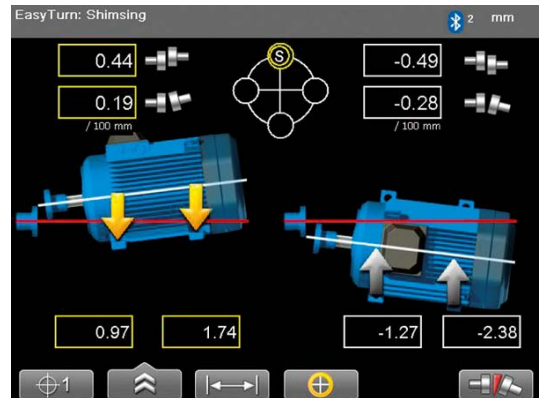 EasyTurn: Shimsing
2 mm
0.44
-0.49
S
0.19
-0.28
/ 100 mm
/ 100 mm
0.97
1.74
-1.27
-2.38
1